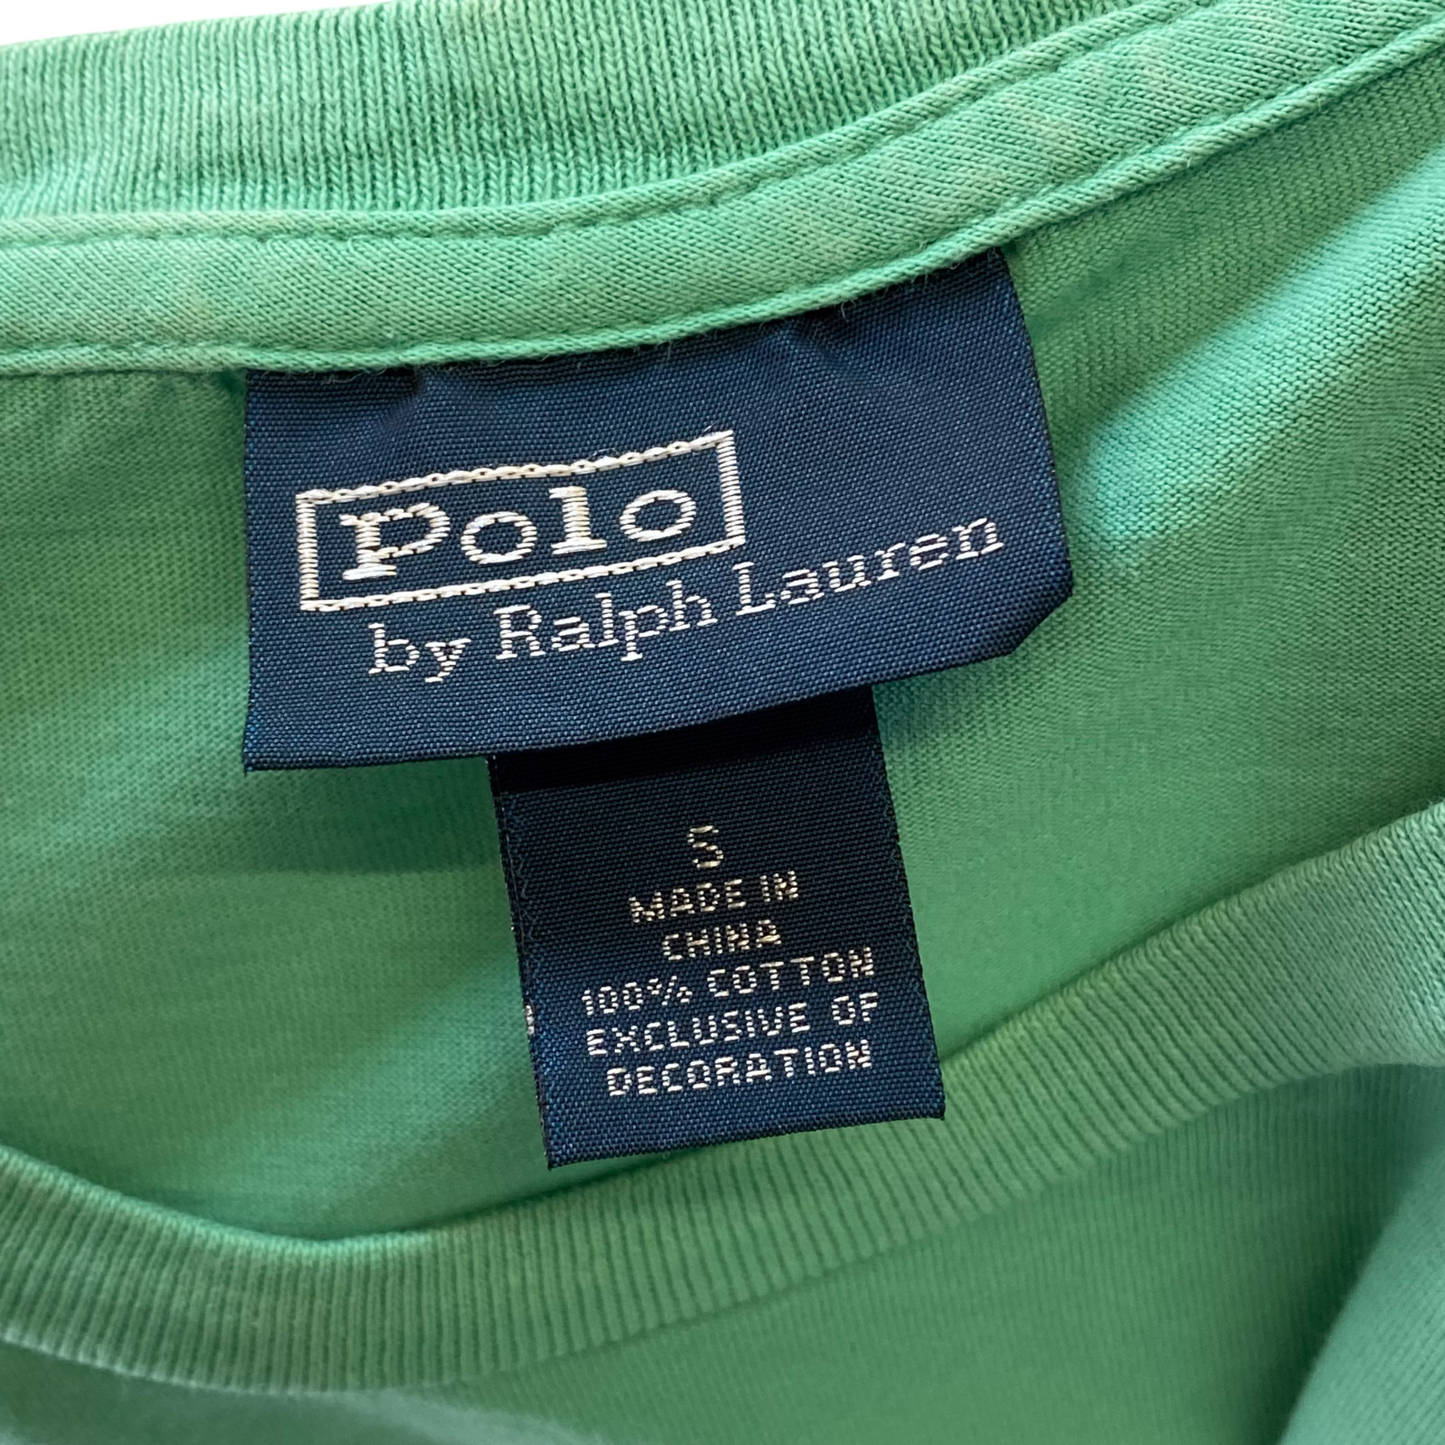 Polo
by Ralph Lauren
S
MADE IN
CHINA
100% COTTON
EXCLUSIVE OF
DECORATION